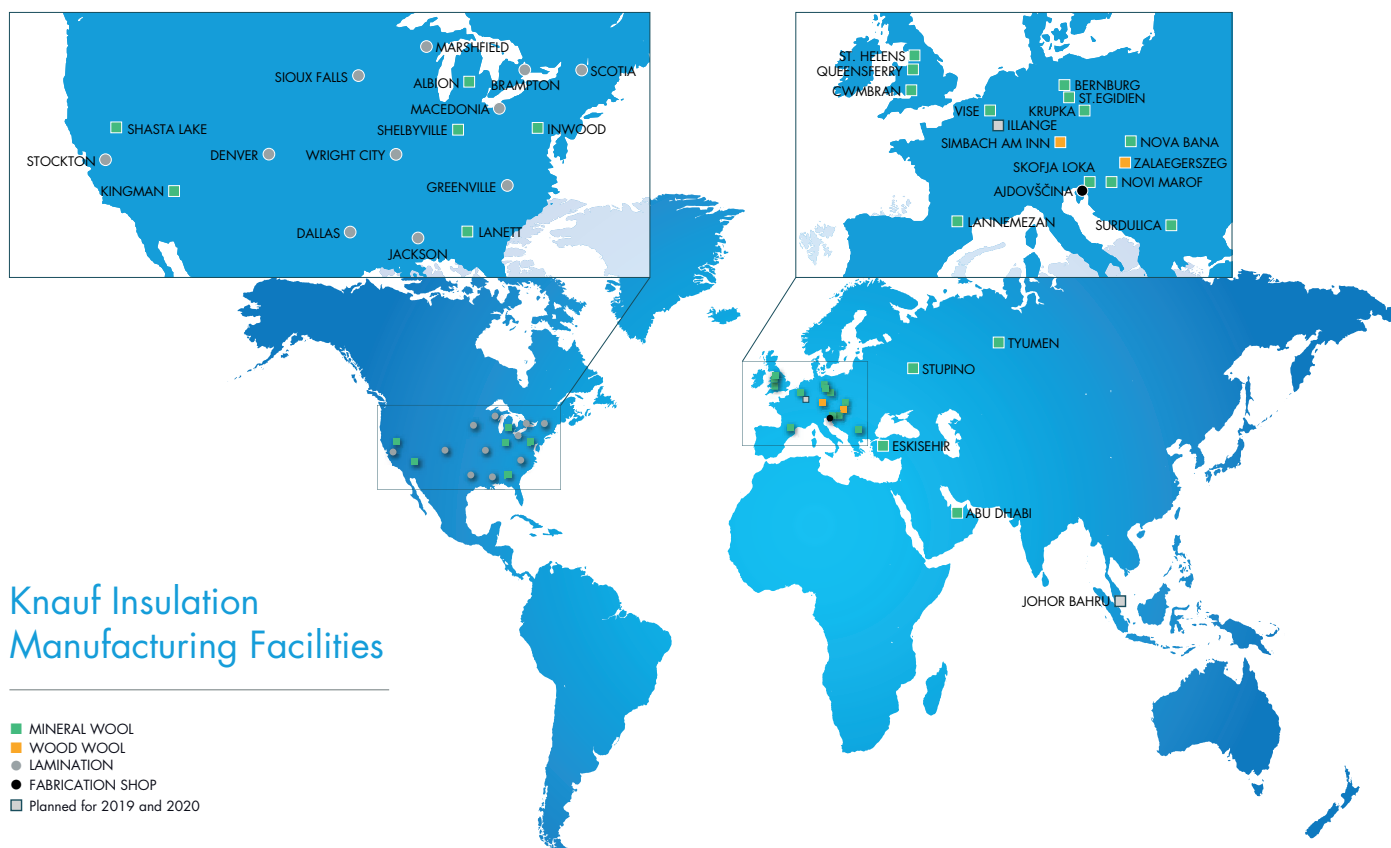 MARSHFIELD
SIOUX FALLS
ALBION
BRAMPTON
SCOTIA
MACEDONIA
SHASTA LAKE
SHELBYVILLE
INWOOD
STOCKTON
DENVER
WRIGHT CITY
KINGMAN
GREENVILLE
DALLAS
JACKSON
LANETT
ST. HELENS
QUEENSFERRY
CWMBRAN
BERNBURG
ST.EGIDIEN
VISE
KRUPKA
ILLANGE
SIMBACH AM INN
NOVA BANA
ZALAEGERSZEG
SKOFJA LOKA
NOVI MAROF
AJDOVŠČINA
LANNEMEZAN
SURDULICA
TYUMEN
STUPINO
ESKISEHIR
ABU DHABI
JOHOR BAHRU
Knauf Insulation
Manufacturing Facilities
MINERAL WOOL
WOOD WOOL
LAMINATION
FABRICATION SHOP
Planned for 2019 and 2020